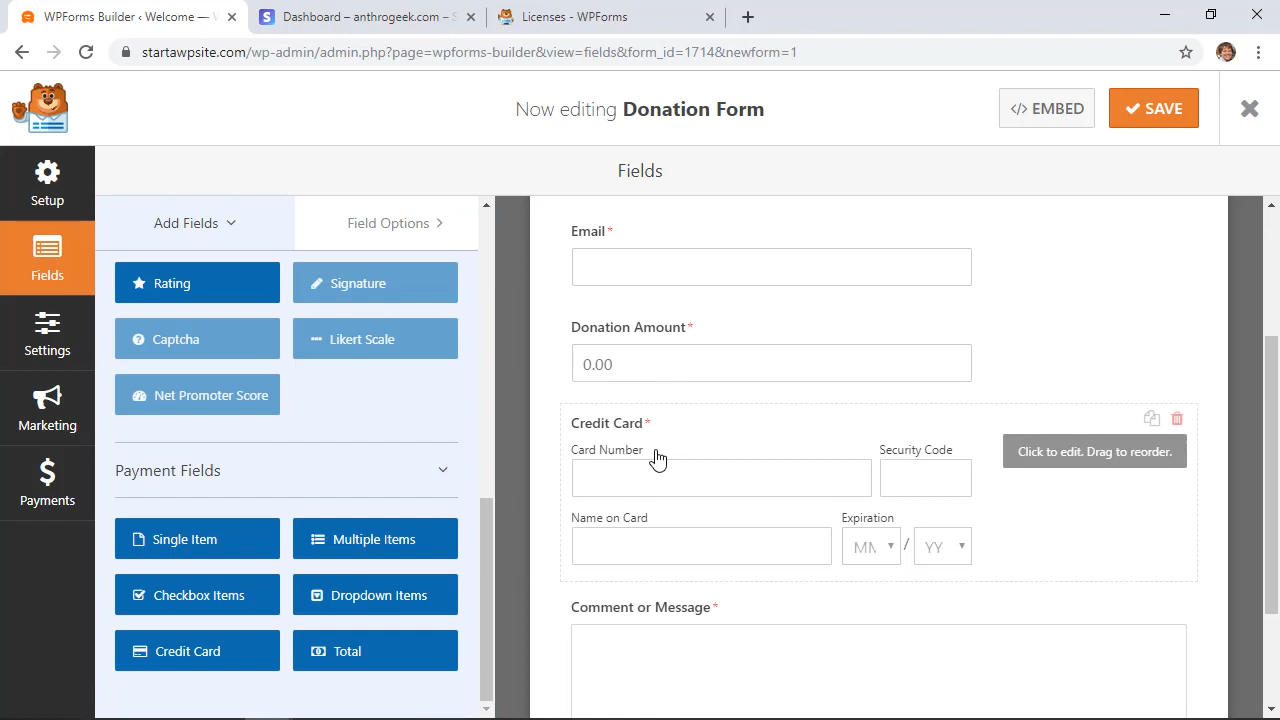 WPForms Builder ‹ Welcome — W
Dashboard – anthrogeek.com – S
Licenses - WPForms
startawpsite.com/wp-admin/admin.php?page=wpforms-builder&view=fields&form_id=1714&newform=1
Now editing Donation Form
</> EMBED
SAVE
Setup
Fields
Settings
Marketing
Payments
Fields
Add Fields
Field Options
Rating
Signature
Captcha
Likert Scale
Net Promoter Score
Payment Fields
Single Item
Multiple Items
Checkbox Items
Dropdown Items
Credit Card
Total
Email*
Donation Amount*
0.00
Credit Card*
Card Number
Security Code
Click to edit. Drag to reorder.
Name on Card
Expiration
MM
/
YY
Comment or Message*